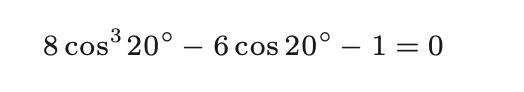 8 cos³ 20° − 6 cos 20° − 1 = 0